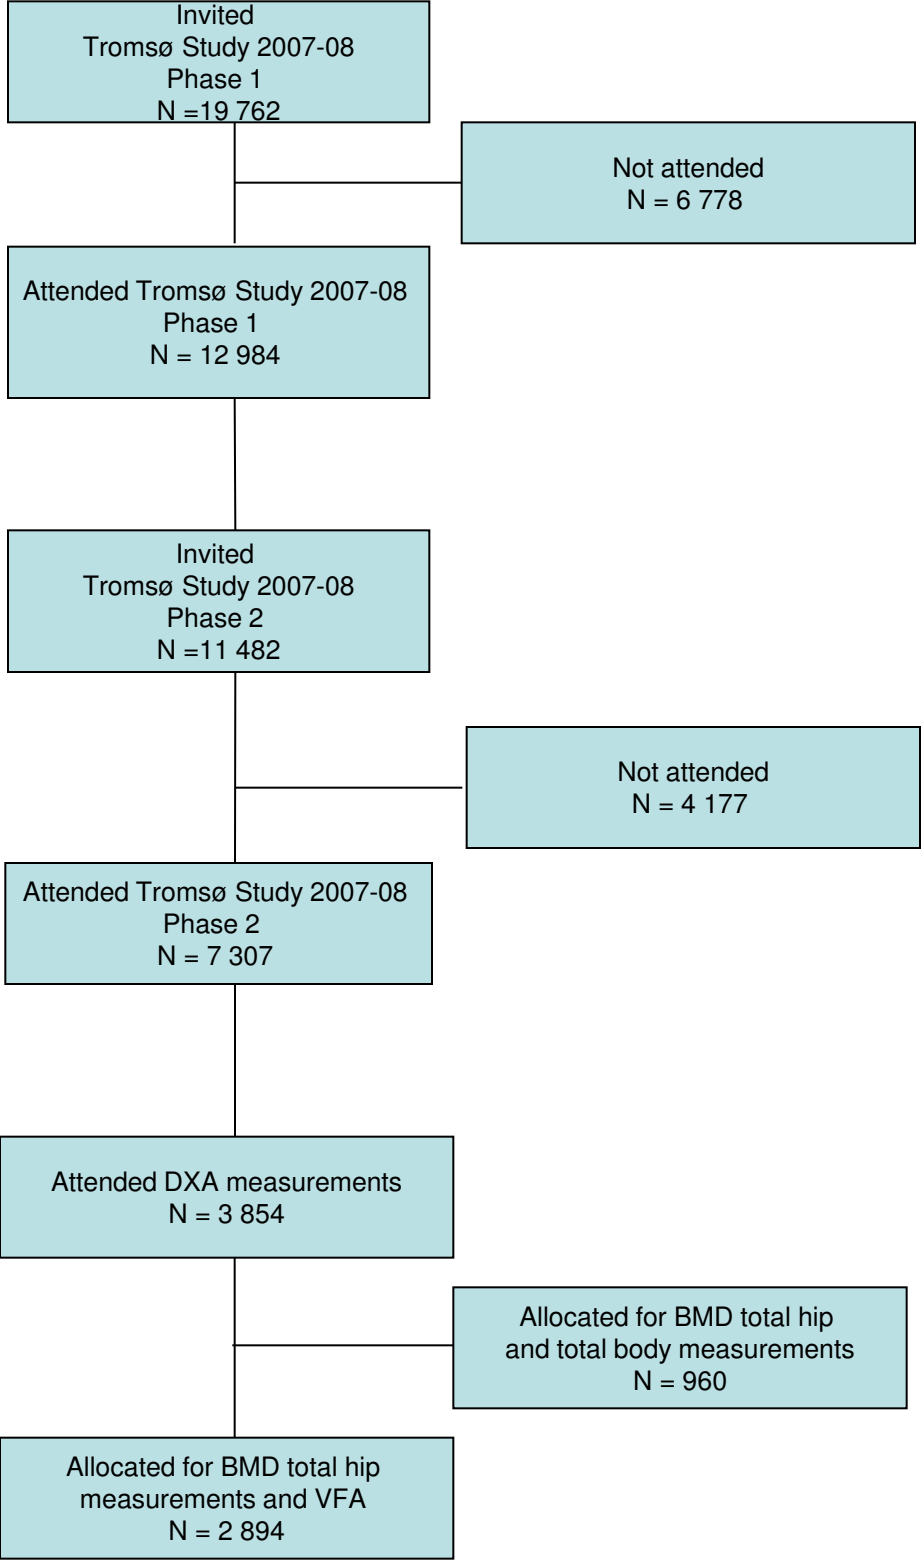 Invited
Tromsø Study 2007-08
Phase 1
N =19 762
Not attended
N = 6 778
Attended Tromsø Study 2007-08
Phase 1
N = 12 984
Invited
Tromsø Study 2007-08
Phase 2
N =11 482
Not attended
N = 4 177
Attended Tromsø Study 2007-08
Phase 2
N = 7 307
Attended DXA measurements
N = 3 854
Allocated for BMD total hip
and total body measurements
N = 960
Allocated for BMD total hip
measurements and VFA
N = 2 894